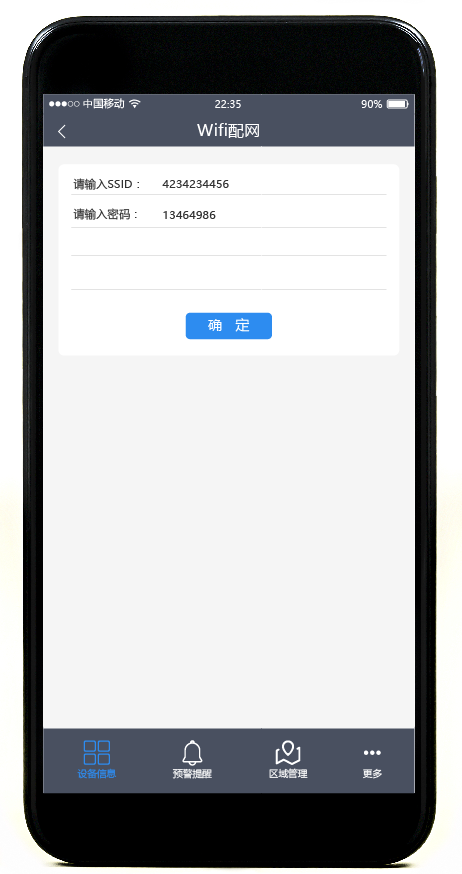 中国移动 22:35 90%
Wifi配网
请输入SSID： 4234234456
请输入密码： 13464986
确 定
设备信息 预警提醒 区域管理 更多